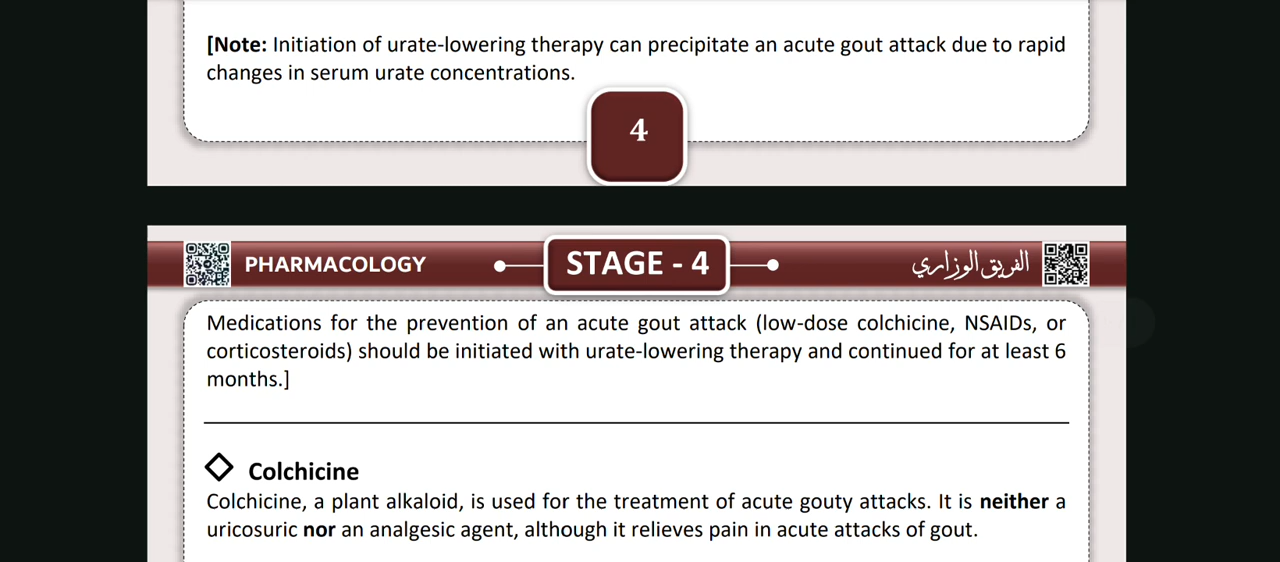 [Note: Initiation of urate-lowering therapy can precipitate an acute gout attack due to rapid
changes in serum urate concentrations.
4
PHARMACOLOGY
STAGE - 4
الفريق الوزاري
Medications for the prevention of an acute gout attack (low-dose colchicine, NSAIDs, or
corticosteroids) should be initiated with urate-lowering therapy and continued for at least 6
months.]
Colchicine
Colchicine, a plant alkaloid, is used for the treatment of acute gouty attacks. It is neither a
uricosuric nor an analgesic agent, although it relieves pain in acute attacks of gout.